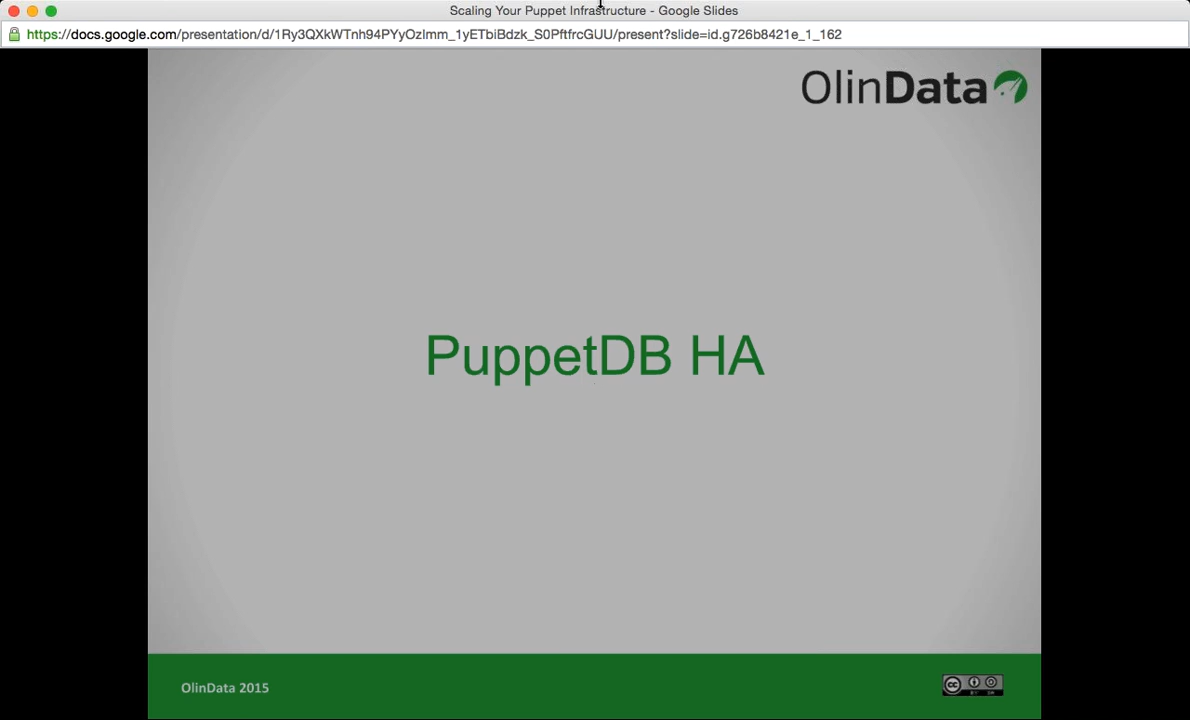 Scaling Your Puppet Infrastructure - Google Slides
https://docs.google.com/presentation/d/1Ry3QXkWTnh94PYyOzlmm_1yETbiBdzk_S0PftfrcGUU/present?slide=id.g726b8421e_1_162
OlinData
PuppetDB HA
OlinData 2015
cc